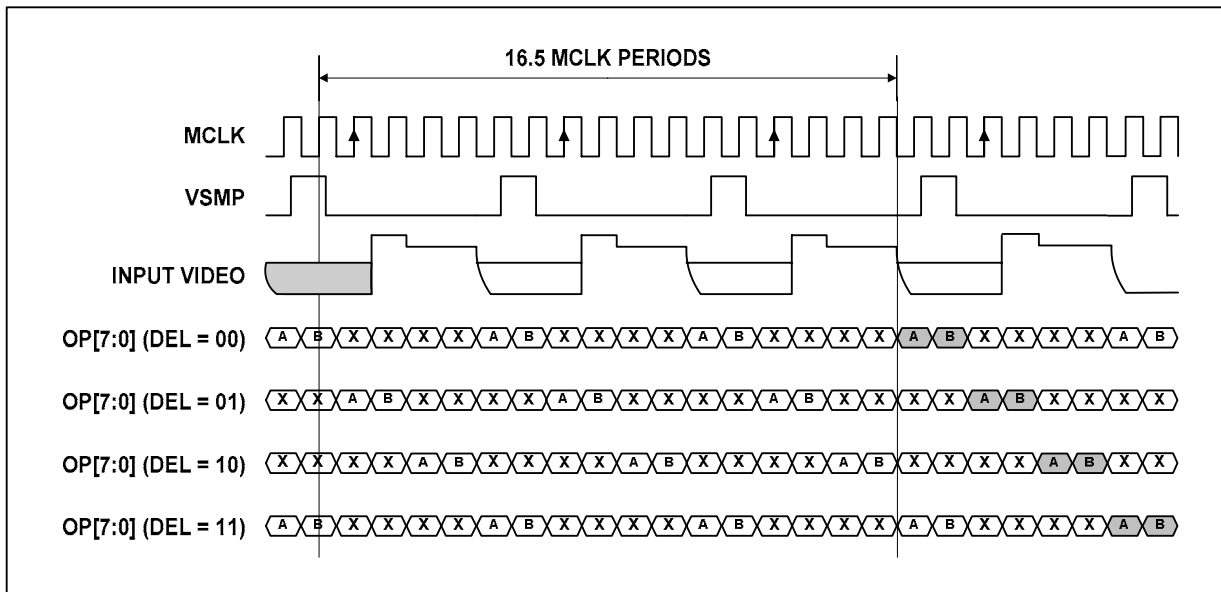 16.5 MCLK PERIODS
MCLK
VSMP
INPUT VIDEO
OP[7:0] (DEL = 00) A B X X X X A B X X X X A B X X X X A B X X X X A B
OP[7:0] (DEL = 01) X X A B X X X X A B X X X X A B X X X X A B X X X X
OP[7:0] (DEL = 10) X X X X A B X X X X A B X X X X A B X X X X A B X X
OP[7:0] (DEL = 11) A B X X X X A B X X X X A B X X X X A B X X X X A B